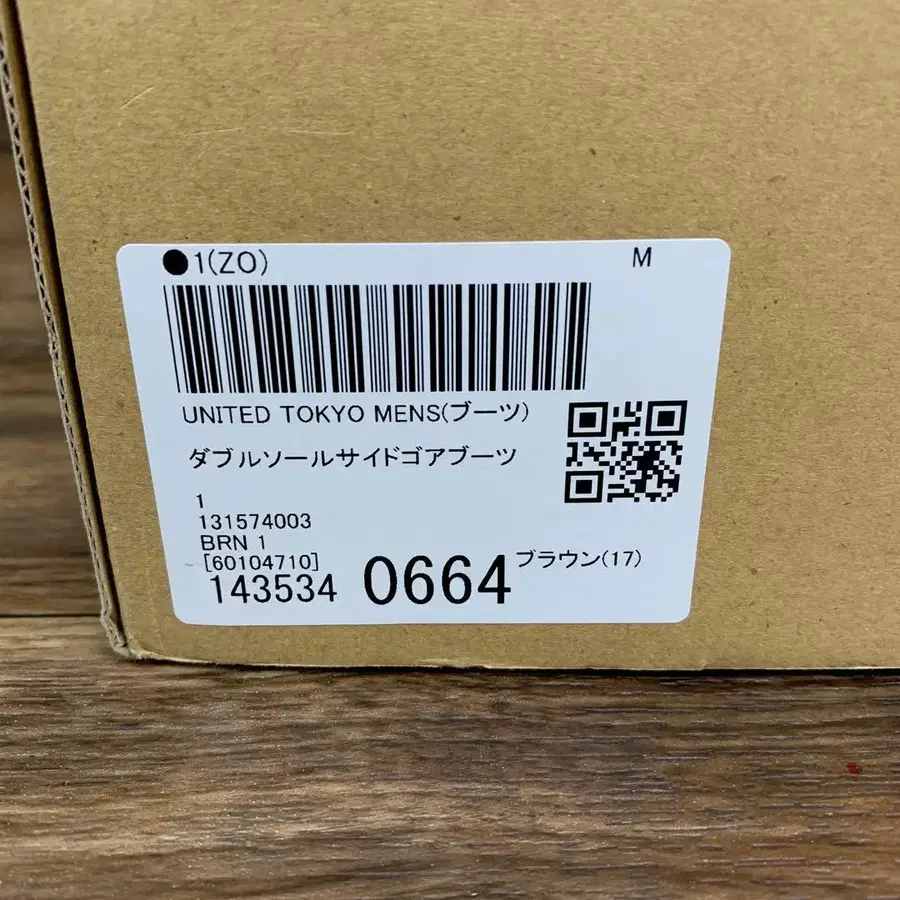 ●1(ZO) M
UNITED TOKYO MENS(ブーツ)
ダブルソールサイドゴアブーツ
1
131574003
BRN 1
[60104710]
143534 0664 ブラウン(17)